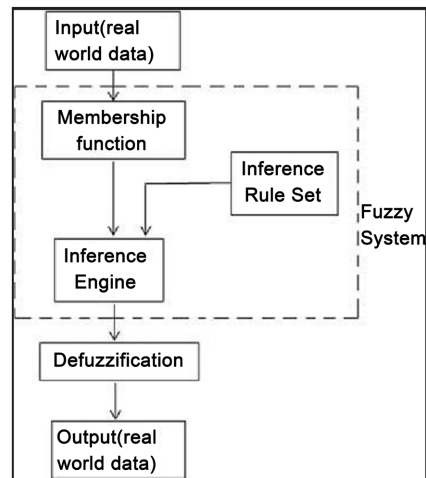 Input(real
world data)
Membership
function
Inference
Rule Set
Fuzzy
System
Inference
Engine
Defuzzification
Output(real
world data)